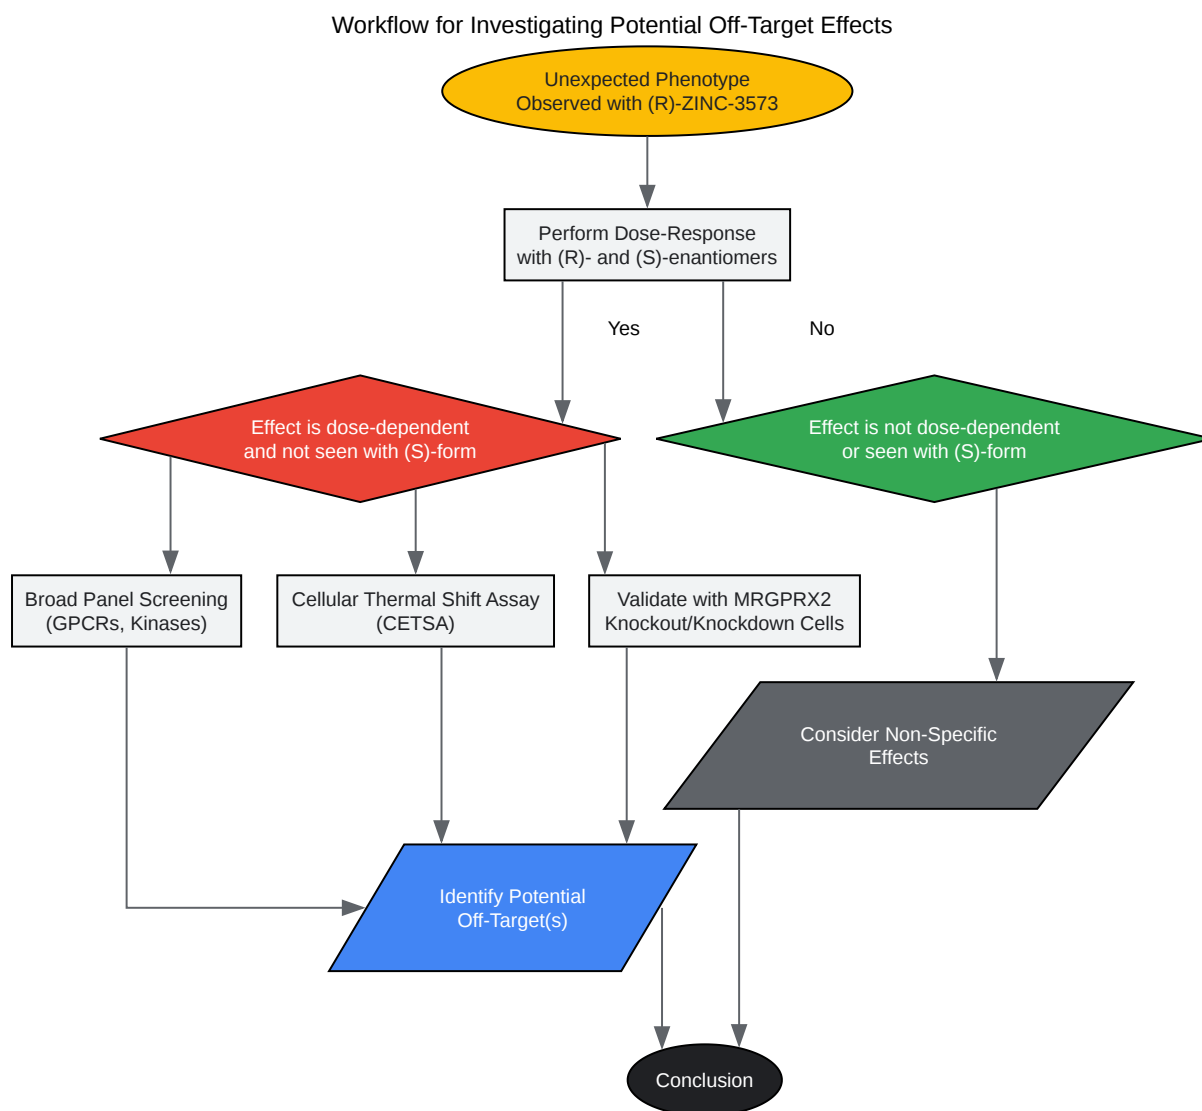 Workflow for Investigating Potential Off-Target Effects
Unexpected Phenotype
Observed with (R)-ZINC-3573
Perform Dose-Response
with (R)- and (S)-enantiomers
Yes
No
Effect is dose-dependent
and not seen with (S)-form
Effect is not dose-dependent
or seen with (S)-form
Broad Panel Screening
(GPCRs, Kinases)
Cellular Thermal Shift Assay
(CETSA)
Validate with MRGPRX2
Knockout/Knockdown Cells
Consider Non-Specific
Effects
Identify Potential
Off-Target(s)
Conclusion